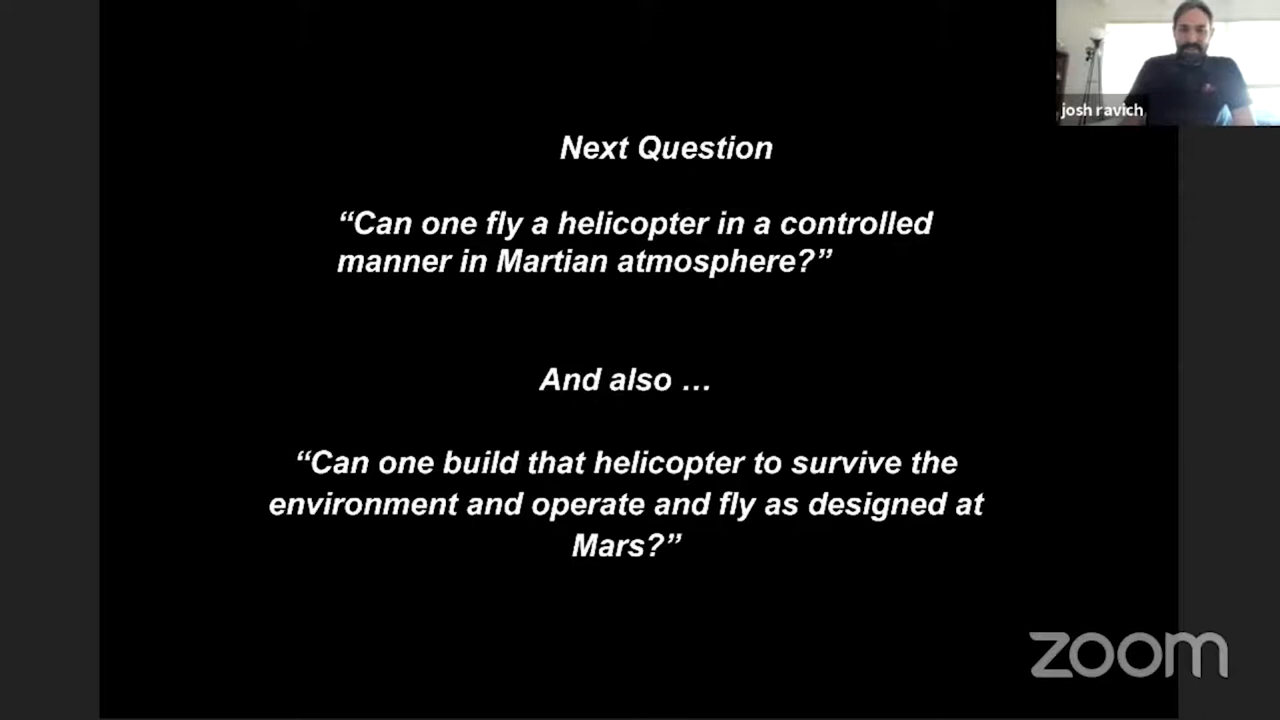 josh ravich
Next Question
“Can one fly a helicopter in a controlled
manner in Martian atmosphere?”
And also …
“Can one build that helicopter to survive the
environment and operate and fly as designed at
Mars?”
zoom